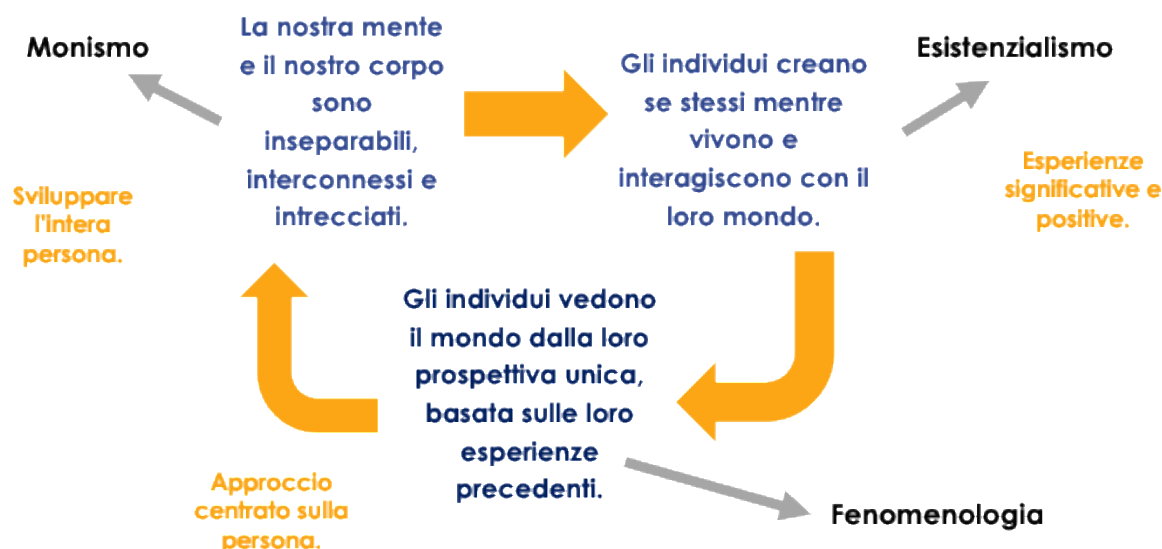 Monismo
La nostra mente
e il nostro corpo
sono
inseparabili,
interconnessi e
intrecciati.
Sviluppare
l'intera
persona.
Gli individui creano
se stessi mentre
vivono e
interagiscono con il
loro mondo.
Esistenzialismo
Esperienze
significative e
positive.
Gli individui vedono
il mondo dalla loro
prospettiva unica,
basata sulle loro
esperienze
precedenti.
Approccio
centrato sulla
persona.
Fenomenologia